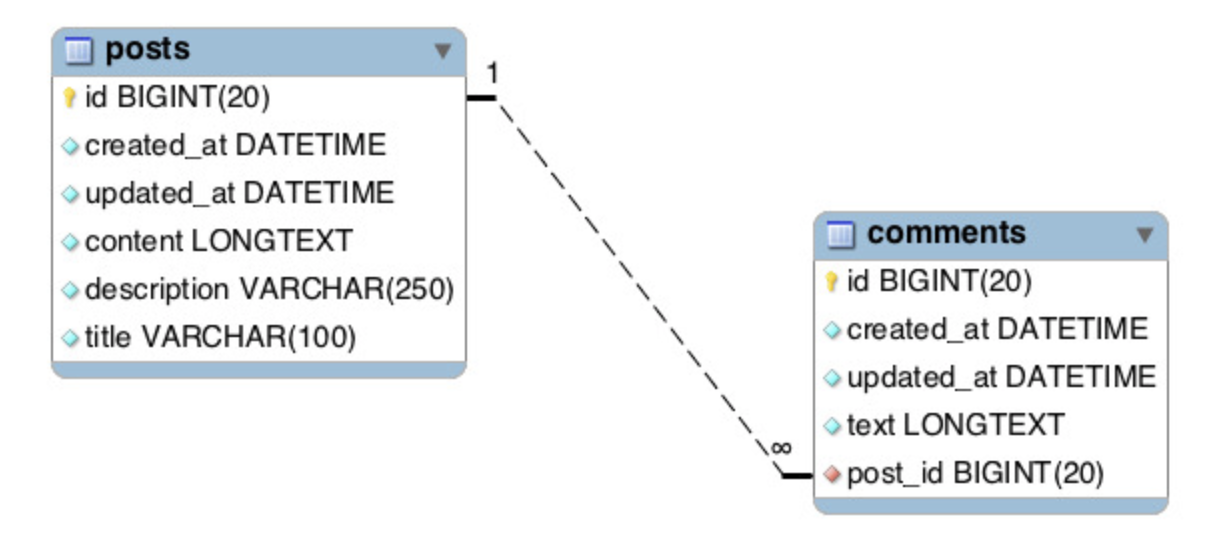 posts
id BIGINT(20)
created_at DATETIME
updated_at DATETIME
content LONGTEXT
description VARCHAR(250)
title VARCHAR(100)
1
∞
comments
id BIGINT(20)
created_at DATETIME
updated_at DATETIME
text LONGTEXT
post_id BIGINT(20)